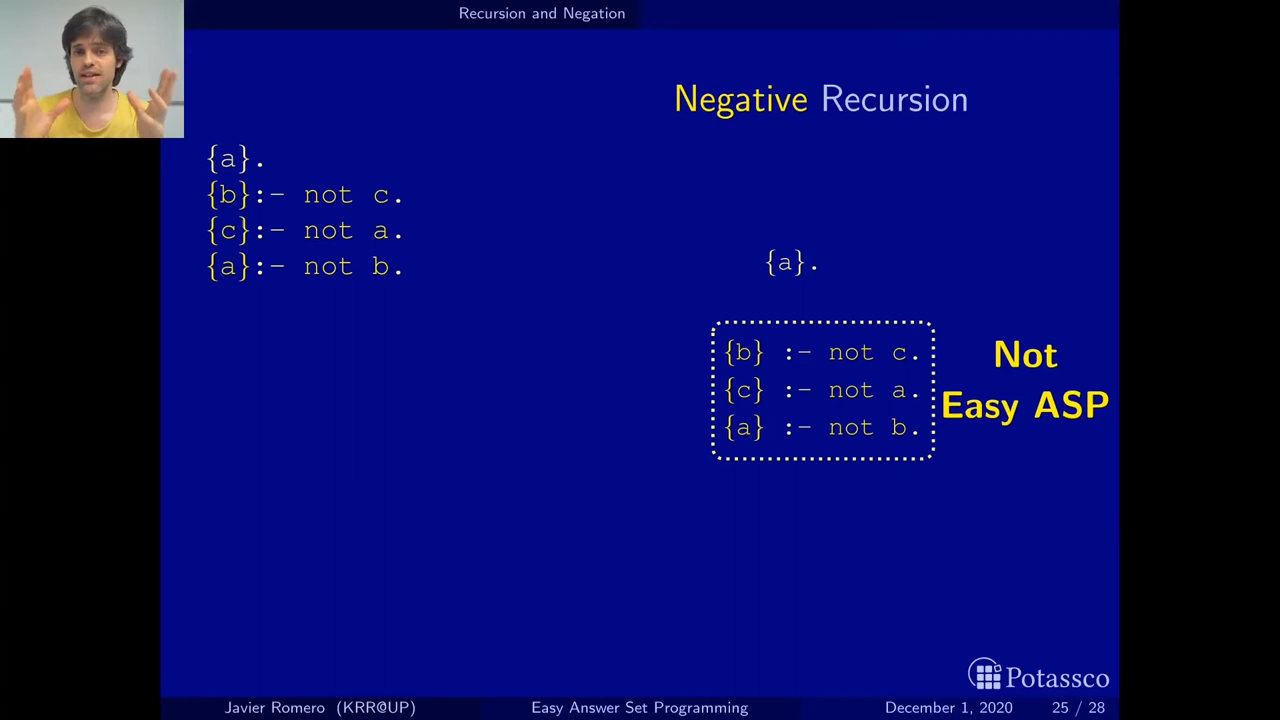 Recursion and Negation
Negative Recursion
{a}.
{b}:- not c.
{c}:- not a.
{a}:- not b.
{a}.
{b} :- not c.
{c} :- not a.
{a} :- not b.
Not
Easy ASP
Potassco
Javier Romero (KRR@UP) Easy Answer Set Programming December 1, 2020 25 / 28